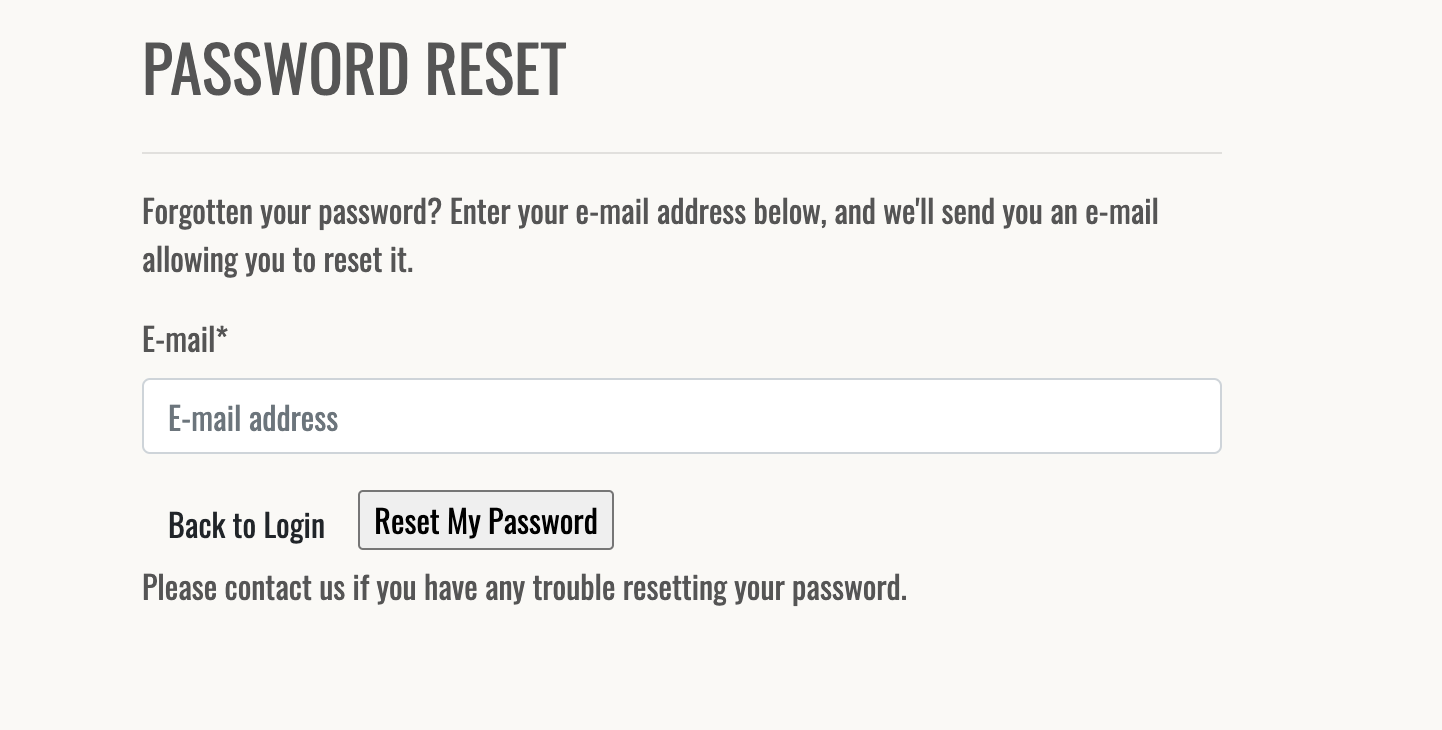 PASSWORD RESET
Forgotten your password? Enter your e-mail address below, and we'll send you an e-mail
allowing you to reset it.
E-mail*
E-mail address
Back to Login
Reset My Password
Please contact us if you have any trouble resetting your password.